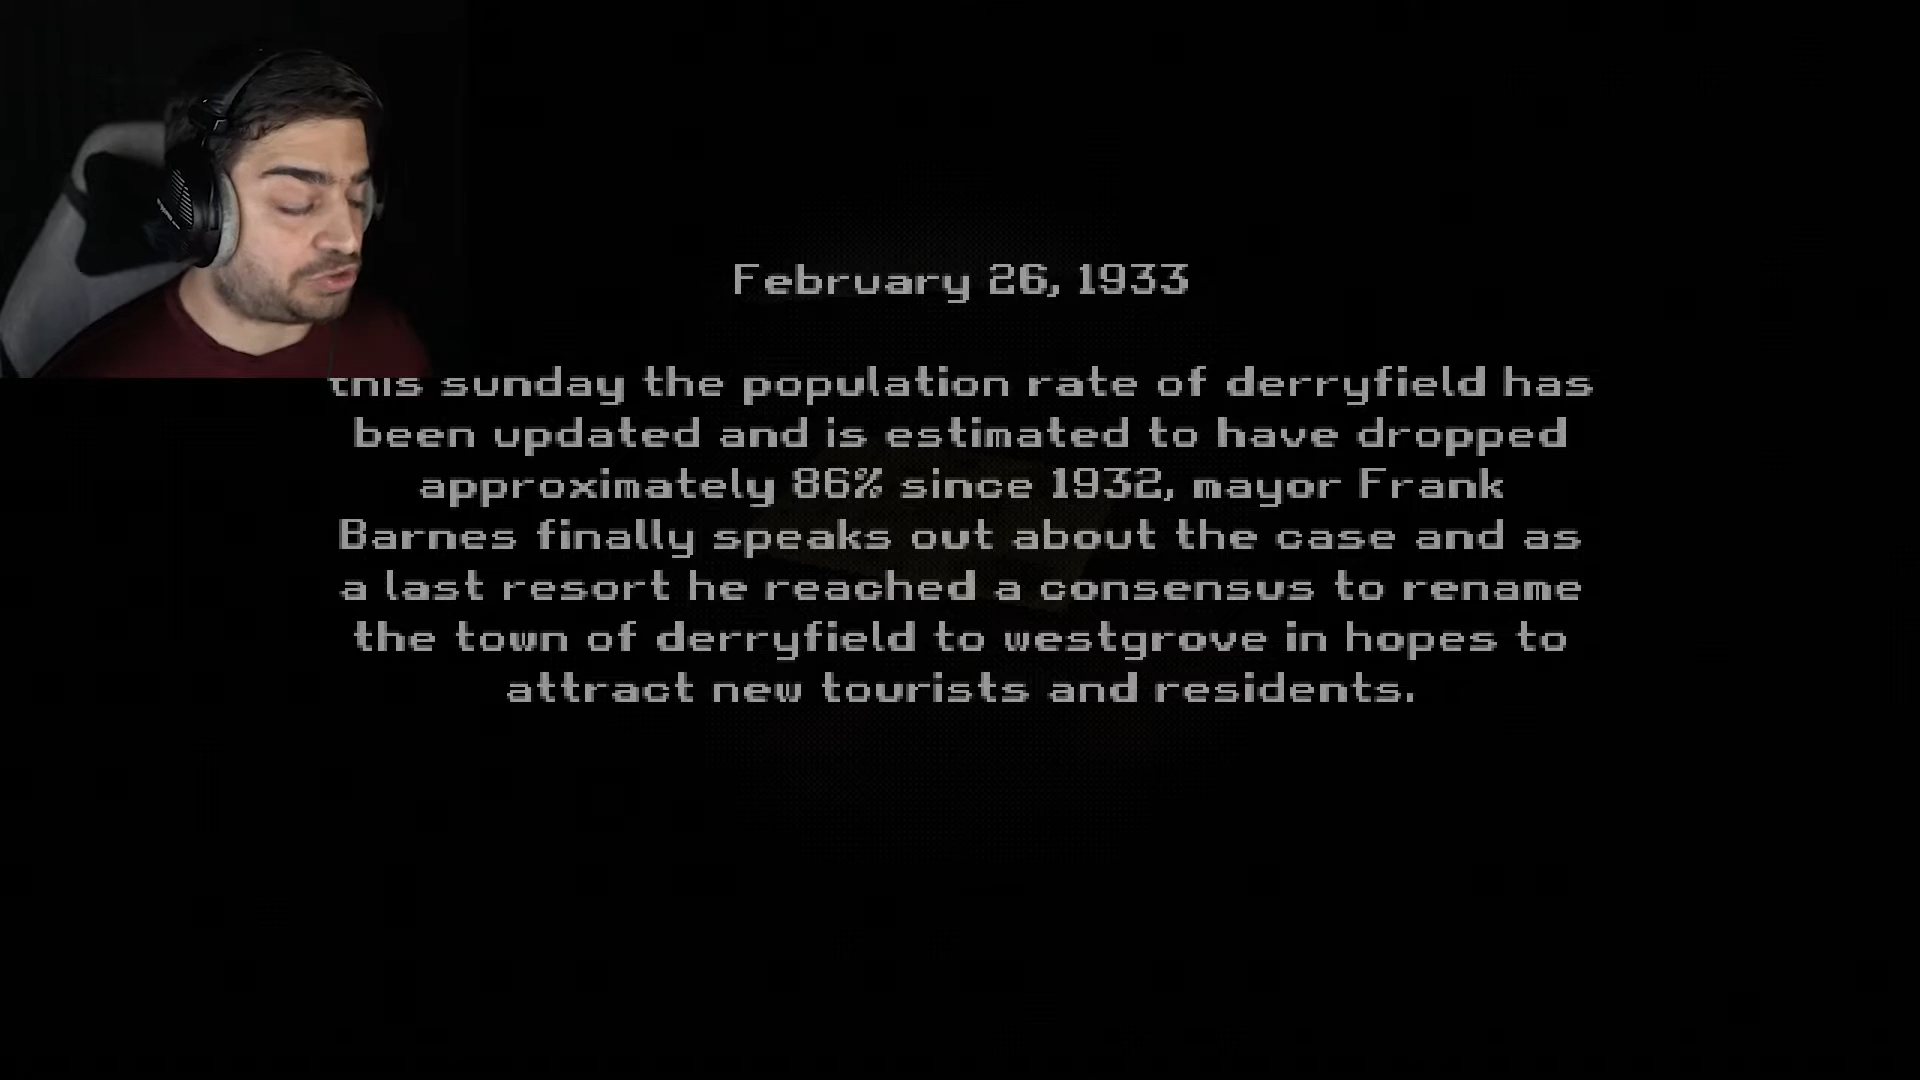 February 26, 1933
this sunday the population rate of derryfield has
been updated and is estimated to have dropped
approximately 86% since 1932, mayor Frank
Barnes finally speaks out about the case and as
a last resort he reached a consensus to rename
the town of derryfield to westgrove in hopes to
attract new tourists and residents.